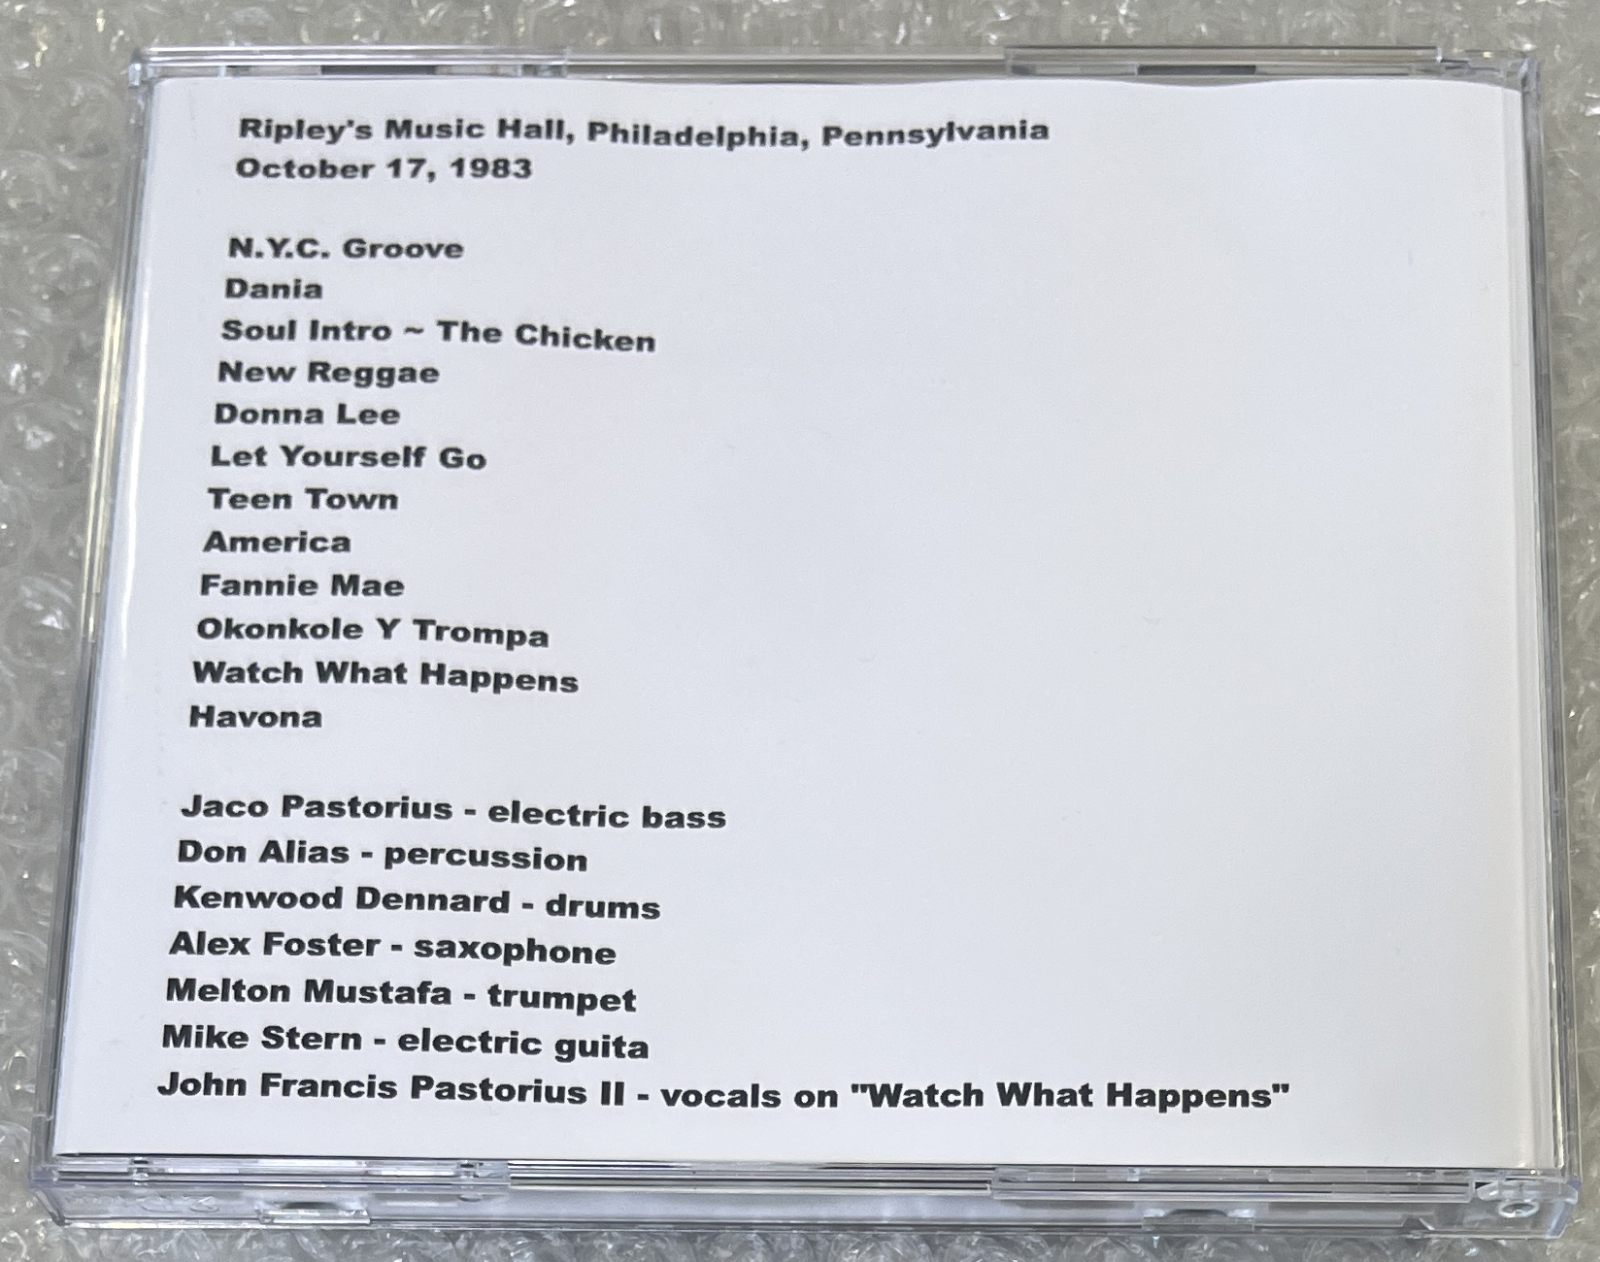 Ripley's Music Hall, Philadelphia, Pennsylvania
October 17, 1983
N.Y.C. Groove
Dania
Soul Intro ~ The Chicken
New Reggae
Donna Lee
Let Yourself Go
Teen Town
America
Fannie Mae
Okonkole Y Trompa
Watch What Happens
Havona
Jaco Pastorius - electric bass
Don Alias - percussion
Kenwood Dennard - drums
Alex Foster - saxophone
Melton Mustafa - trumpet
Mike Stern - electric guita
John Francis Pastorius II - vocals on "Watch What Happens"